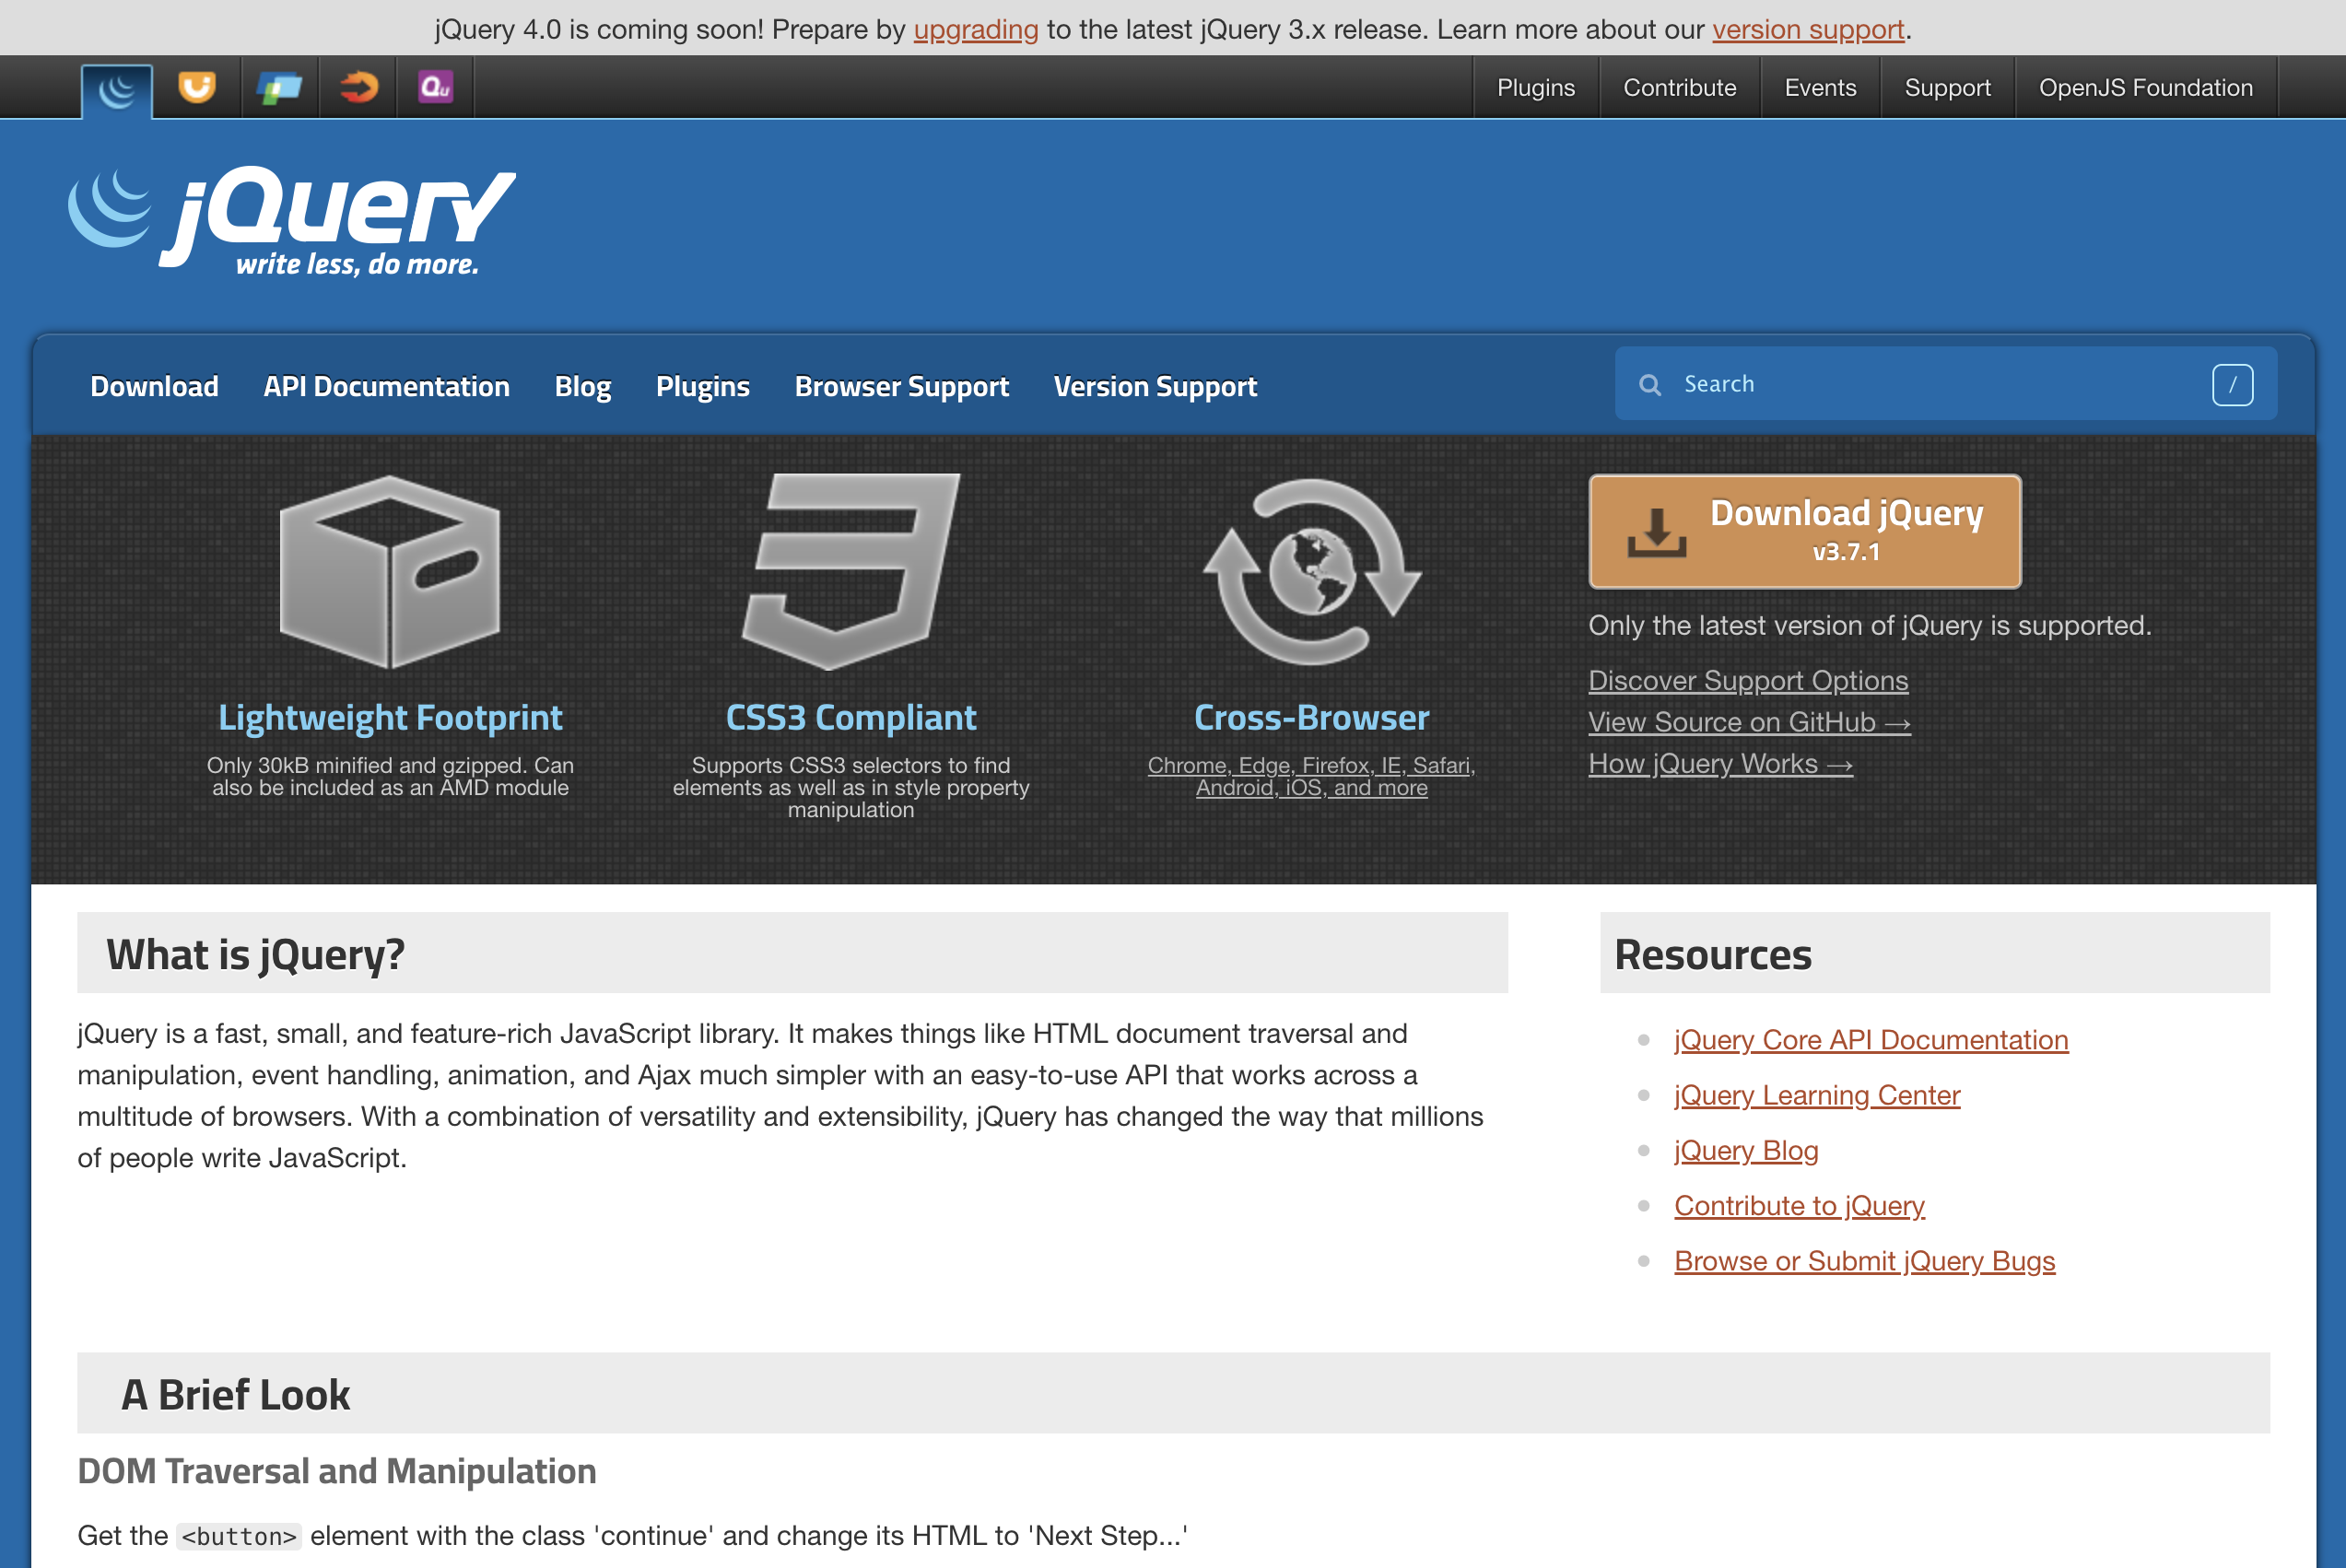 jQuery 4.0 is coming soon! Prepare by upgrading to the latest jQuery 3.x release. Learn more about our version support.
Qu
Plugins
Contribute
Events
Support
OpenJS Foundation
jQuery
write less, do more.
Download
API Documentation
Blog
Plugins
Browser Support
Version Support
Search
/
Lightweight Footprint
Only 30kB minified and gzipped. Can
also be included as an AMD module
CSS3 Compliant
Supports CSS3 selectors to find
elements as well as in style property
manipulation
Cross-Browser
Chrome, Edge, Firefox, IE, Safari,
Android, iOS, and more
Download jQuery
v3.7.1
Only the latest version of jQuery is supported.
Discover Support Options
View Source on GitHub →
How jQuery Works →
What is jQuery?
jQuery is a fast, small, and feature-rich JavaScript library. It makes things like HTML document traversal and
manipulation, event handling, animation, and Ajax much simpler with an easy-to-use API that works across a
multitude of browsers. With a combination of versatility and extensibility, jQuery has changed the way that millions
of people write JavaScript.
Resources
jQuery Core API Documentation
jQuery Learning Center
jQuery Blog
Contribute to jQuery
Browse or Submit jQuery Bugs
A Brief Look
DOM Traversal and Manipulation
Get the <button> element with the class 'continue' and change its HTML to 'Next Step...'